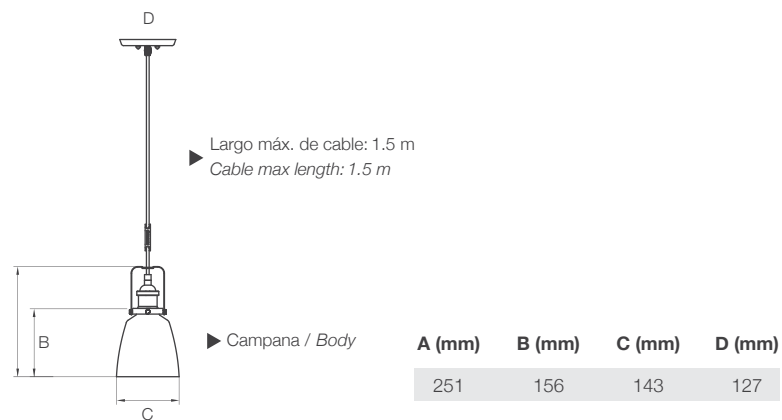 D
Largo máx. de cable: 1.5 m
Cable max length: 1.5 m
B
Campana / Body
C
A (mm) B (mm) C (mm) D (mm)
251 156 143 127